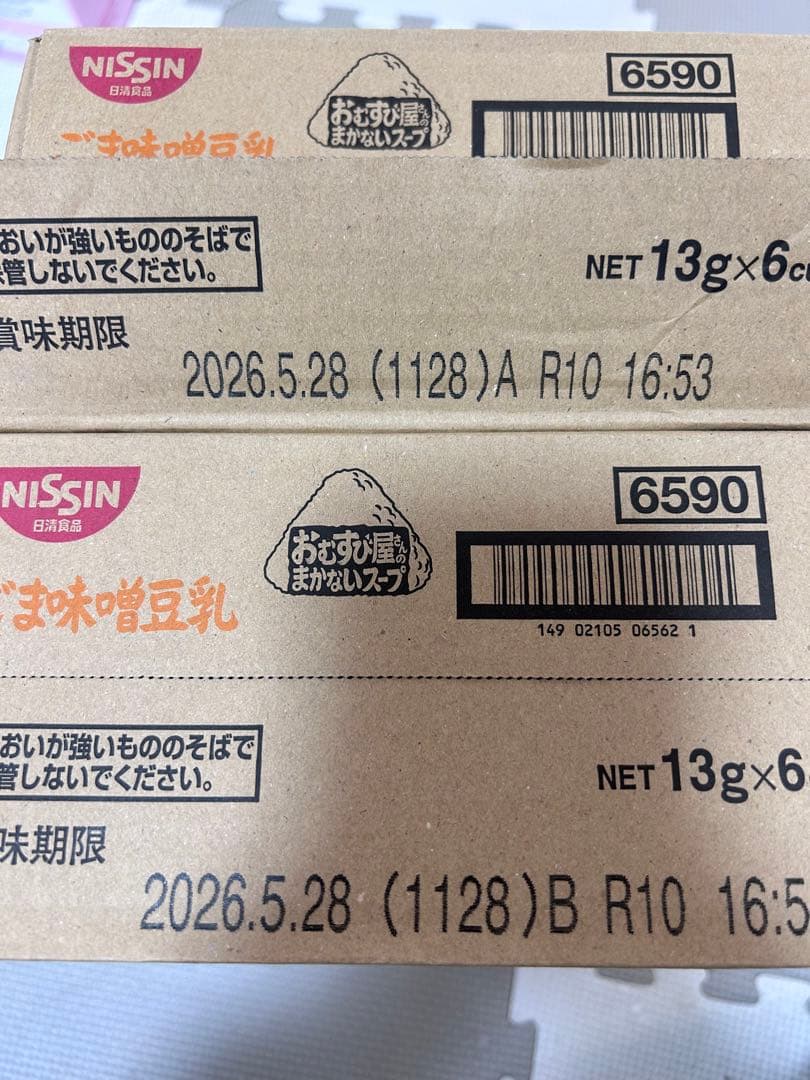 NISSIN
日清食品
おむすび屋さんの
まかないスープ
6590
ごま味噌豆乳
おいが強いもののそばで
保管しないでください。
NET 13g×6cu
賞味期限
2026.5.28 (1128)A R10 16:53
NISSIN
日清食品
おむすび屋さんの
まかないスープ
6590
ごま味噌豆乳
149 02105 06562 1
おいが強いもののそばで
管しないでください。
NET 13g×6
味期限
2026.5.28 (1128)B R10 16:5